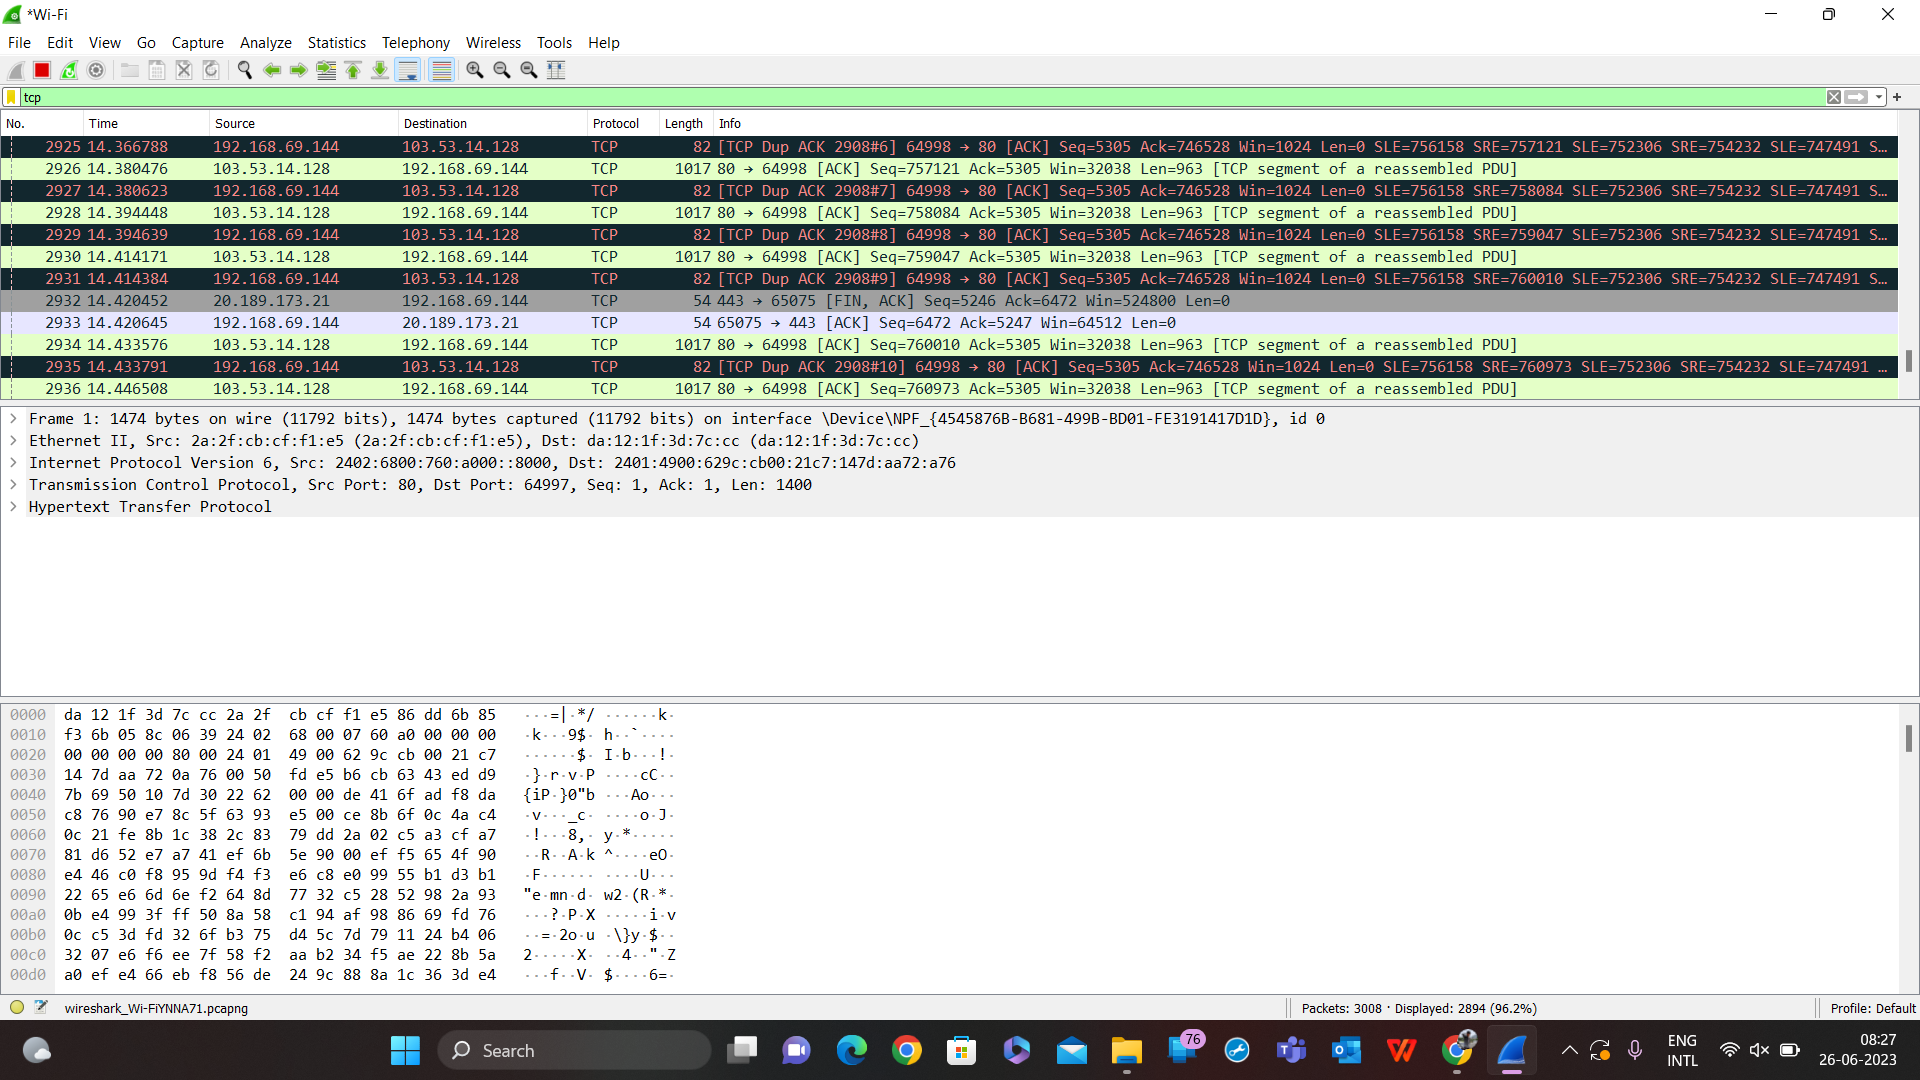 *Wi-Fi
File Edit View Go Capture Analyze Statistics Telephony Wireless Tools Help
tcp
No. Time Source Destination Protocol Length Info
2925 14.366788 192.168.69.144 103.53.14.128 TCP 82 [TCP Dup ACK 2908#6] 64998 → 80 [ACK] Seq=5305 Ack=746528 Win=1024 Len=0 SLE=756158 SRE=757121 SLE=752306 SRE=754232 SLE=747491 S…
2926 14.380476 103.53.14.128 192.168.69.144 TCP 1017 80 → 64998 [ACK] Seq=757121 Ack=5305 Win=32038 Len=963 [TCP segment of a reassembled PDU]
2927 14.380623 192.168.69.144 103.53.14.128 TCP 82 [TCP Dup ACK 2908#7] 64998 → 80 [ACK] Seq=5305 Ack=746528 Win=1024 Len=0 SLE=756158 SRE=758084 SLE=752306 SRE=754232 SLE=747491 S…
2928 14.394448 103.53.14.128 192.168.69.144 TCP 1017 80 → 64998 [ACK] Seq=758084 Ack=5305 Win=32038 Len=963 [TCP segment of a reassembled PDU]
2929 14.394639 192.168.69.144 103.53.14.128 TCP 82 [TCP Dup ACK 2908#8] 64998 → 80 [ACK] Seq=5305 Ack=746528 Win=1024 Len=0 SLE=756158 SRE=759047 SLE=752306 SRE=754232 SLE=747491 S…
2930 14.414171 103.53.14.128 192.168.69.144 TCP 1017 80 → 64998 [ACK] Seq=759047 Ack=5305 Win=32038 Len=963 [TCP segment of a reassembled PDU]
2931 14.414384 192.168.69.144 103.53.14.128 TCP 82 [TCP Dup ACK 2908#9] 64998 → 80 [ACK] Seq=5305 Ack=746528 Win=1024 Len=0 SLE=756158 SRE=760010 SLE=752306 SRE=754232 SLE=747491 S…
2932 14.420452 20.189.173.21 192.168.69.144 TCP 54 443 → 65075 [FIN, ACK] Seq=5246 Ack=6472 Win=524800 Len=0
2933 14.420645 192.168.69.144 20.189.173.21 TCP 54 65075 → 443 [ACK] Seq=6472 Ack=5247 Win=64512 Len=0
2934 14.433576 103.53.14.128 192.168.69.144 TCP 1017 80 → 64998 [ACK] Seq=760010 Ack=5305 Win=32038 Len=963 [TCP segment of a reassembled PDU]
2935 14.433791 192.168.69.144 103.53.14.128 TCP 82 [TCP Dup ACK 2908#10] 64998 → 80 [ACK] Seq=5305 Ack=746528 Win=1024 Len=0 SLE=756158 SRE=760973 SLE=752306 SRE=754232 SLE=747491 …
2936 14.446508 103.53.14.128 192.168.69.144 TCP 1017 80 → 64998 [ACK] Seq=760973 Ack=5305 Win=32038 Len=963 [TCP segment of a reassembled PDU]
Frame 1: 1474 bytes on wire (11792 bits), 1474 bytes captured (11792 bits) on interface \Device\NPF_{4545876B-B681-499B-BD01-FE3191417D1D}, id 0
Ethernet II, Src: 2a:2f:cb:cf:f1:e5 (2a:2f:cb:cf:f1:e5), Dst: da:12:1f:3d:7c:cc (da:12:1f:3d:7c:cc)
Internet Protocol Version 6, Src: 2402:6800:760:a000::8000, Dst: 2401:4900:629c:cb00:21c7:147d:aa72:a76
Transmission Control Protocol, Src Port: 80, Dst Port: 64997, Seq: 1, Ack: 1, Len: 1400
Hypertext Transfer Protocol
0000 da 12 1f 3d 7c cc 2a 2f cb cf f1 e5 86 dd 6b 85 ···=|·*/ ······k·
0010 f3 6b 05 8c 06 39 24 02 68 00 07 60 a0 00 00 00 ·k···9$· h··`····
0020 00 00 00 00 80 00 24 01 49 00 62 9c cb 00 21 c7 ······$· I·b···!·
0030 14 7d aa 72 0a 76 00 50 fd e5 b6 cb 63 43 ed d9 ·}·r·v·P ····cC··
0040 7b 69 50 10 7d 30 22 62 00 00 de 41 6f ad f8 da {iP·}0"b ···Ao···
0050 c8 76 90 e7 8c 5f 63 93 e5 00 ce 8b 6f 0c 4a c4 ·v···_c· ····o·J·
0060 0c 21 fe 8b 1c 38 2c 83 79 dd 2a 02 c5 a3 cf a7 ·!···8,· y·*·····
0070 81 d6 52 e7 a7 41 ef 6b 5e 90 00 ef f5 65 4f 90 ··R··A·k ^····eO·
0080 e4 46 c0 f8 95 9d f4 f3 e6 c8 e0 99 55 b1 d3 b1 ·F······ ····U···
0090 22 65 e6 6d 6e f2 64 8d 77 32 c5 28 52 98 2a 93 "e·mn·d· w2·(R·*·
00a0 0b e4 99 3f ff 50 8a 58 c1 94 af 98 86 69 fd 76 ···?·P·X ·····i·v
00b0 0c c5 3d fd 32 6f b3 75 d4 5c 7d 79 11 24 b4 06 ··=·2o·u ·\}y·$··
00c0 32 07 e6 f6 ee 7f 58 f2 aa b2 34 f5 ae 22 8b 5a 2·····X· ··4··"·Z
00d0 a0 ef e4 66 eb f8 56 de 24 9c 88 8a 1c 36 3d e4 ···f··V· $····6=·
wireshark_Wi-FiYNNA71.pcapng Packets: 3008 · Displayed: 2894 (96.2%) Profile: Default
Search 76 ENG INTL 08:27
26-06-2023